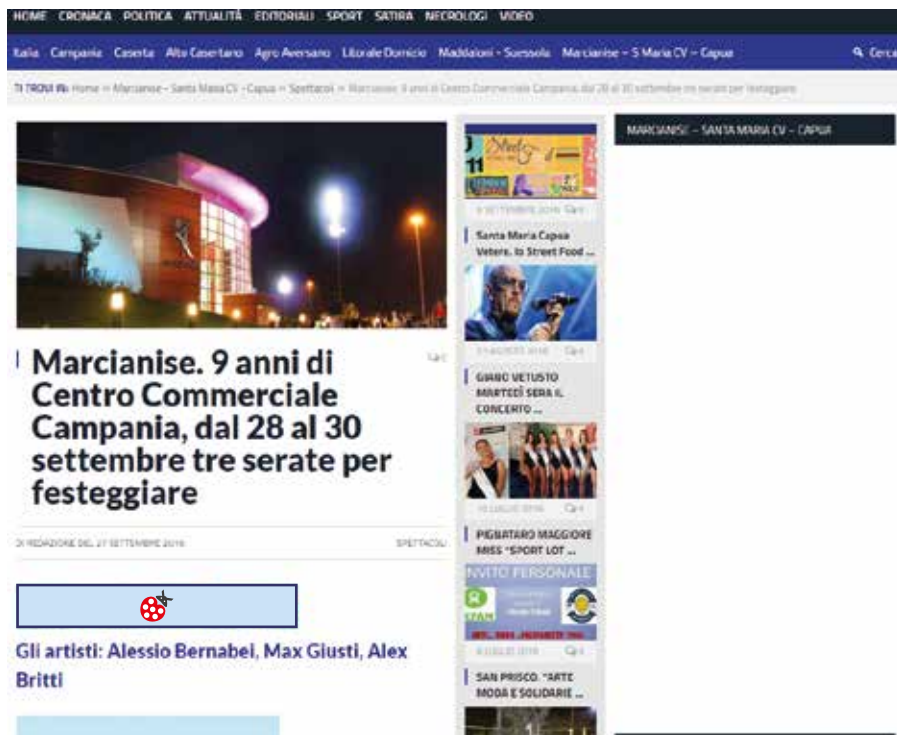 HOME CRONACA POLITICA ATTUALITÀ EDITORIALI SPORT SATIRA NECROLOGI VIDEO
Italia Campania Caserta Alto Casertano Agro Aversano Litorale Domizio Maddaloni - Suessola Marcianise – S Maria CV – Capua Cerca
TI TROVI IN: Home » Marcianise - Santa Maria CV - Capua » Spettacoli » Marcianise. 9 anni di Centro Commerciale Campania, dal 28 al 30 settembre tre serate per festeggiare
MARCIANISE – SANTA MARIA CV – CAPUA
Street
11
Santa Maria Capua
Vetere, lo Street Food ...
Marcianise. 9 anni di
Centro Commerciale
Campania, dal 28 al 30
settembre tre serate per
festeggiare
DI REDAZIONE DEL 27 SETTEMBRE 2016
SPETTACOLI
GIANO VETUSTO
MARTEDÌ SERA IL
CONCERTO ...
PIGNATARO MAGGIORE
MISS "SPORT LOT ...
NVITO PERSONALE
SAN PRISCO. "ARTE
MODA E SOLIDARIE ...
Gli artisti: Alessio Bernabei, Max Giusti, Alex
Britti